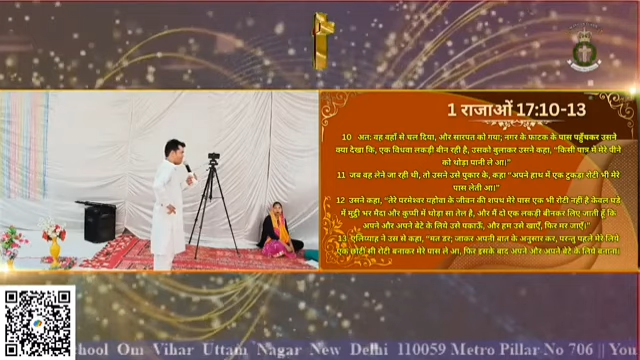 1 राजाओं 17:10-13
10 अतः वह वहाँ से चल दिया, और सारपत को गया; नगर के फाटक के पास पहुँचकर उसने
क्या देखा कि, एक विधवा लकड़ी बीन रही है, उसको बुलाकर उसने कहा, “किसी पात्र में मेरे पीने
को थोड़ा पानी ले आ।”
11 जब वह लेने जा रही थी, तो उसने उसे पुकार के, कहा “अपने हाथ में एक टुकड़ा रोटी भी मेरे
पास लेती आ।”
12 उसने कहा, “तेरे परमेश्वर यहोवा के जीवन की शपथ मेरे पास एक भी रोटी नहीं है केवल घड़े
में मुट्ठी भर मैदा और कुप्पी में थोड़ा सा तेल है, और मैं दो एक लकड़ी बीनकर लिए जाती हूँ कि
अपने और अपने बेटे के लिये उसे पकाऊँ, और हम उसे खाएँ, फिर मर जाएँ।”
13 एलिय्याह ने उस से कहा, “मत डर; जाकर अपनी बात के अनुसार कर, परन्तु पहले मेरे लिये
एक छोटी सी रोटी बनाकर मेरे पास ले आ, फिर इसके बाद अपने और अपने बेटे के लिये बनाना।
chool Om Vihar Uttam Nagar New Delhi 110059 Metro Pillar No 706 || You